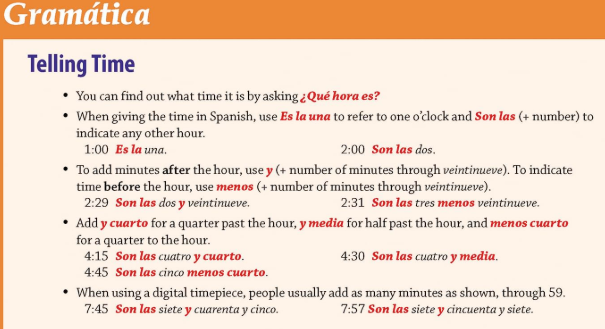 Gramática
Telling Time
• You can find out what time it is by asking ¿Qué hora es?
• When giving the time in Spanish, use Es la una to refer to one o'clock and Son las (+ number) to
indicate any other hour.
1:00 Es la una. 2:00 Son las dos.
• To add minutes after the hour, use y (+ number of minutes through veintinueve). To indicate
time before the hour, use menos (+ number of minutes through veintinueve).
2:29 Son las dos y veintinueve. 2:31 Son las tres menos veintinueve.
• Add y cuarto for a quarter past the hour, y media for half past the hour, and menos cuarto
for a quarter to the hour.
4:15 Son las cuatro y cuarto. 4:30 Son las cuatro y media.
4:45 Son las cinco menos cuarto.
• When using a digital timepiece, people usually add as many minutes as shown, through 59.
7:45 Son las siete y cuarenta y cinco. 7:57 Son las siete y cincuenta y siete.